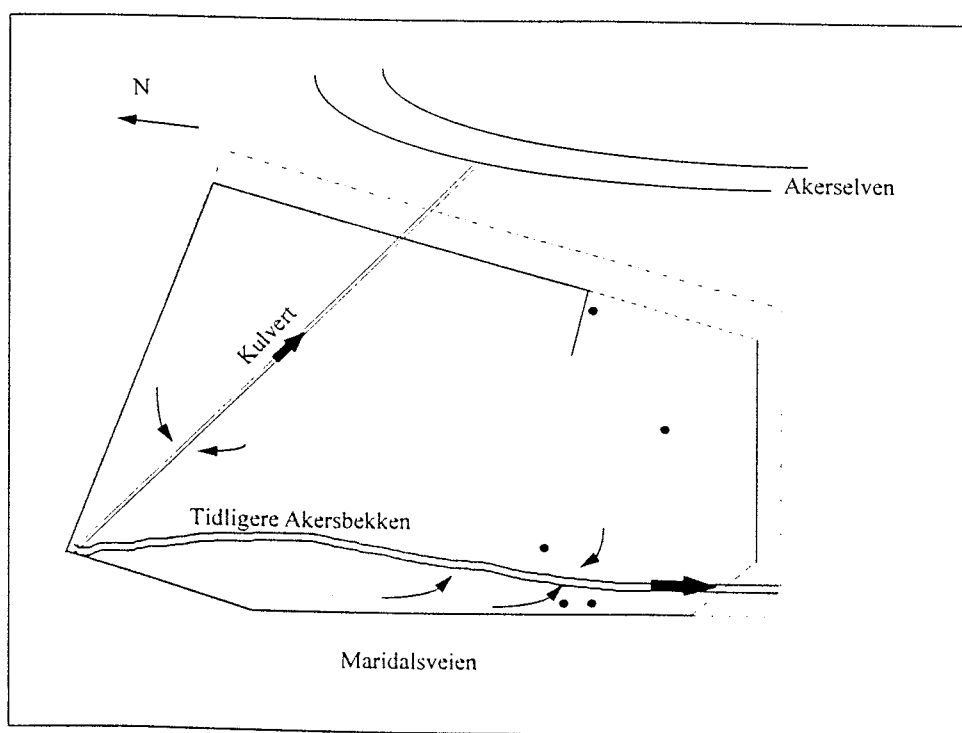 N
Akerselven
Kulvert
Tidligere Akersbekken
Maridalsveien